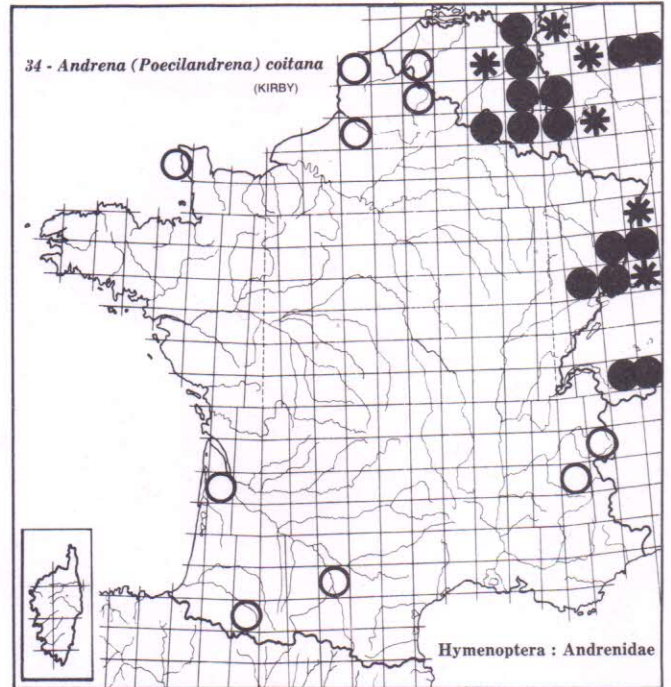 34 - Andrena (Poecilandrena) coitana
(KIRBY)
Hymenoptera : Andrenidae